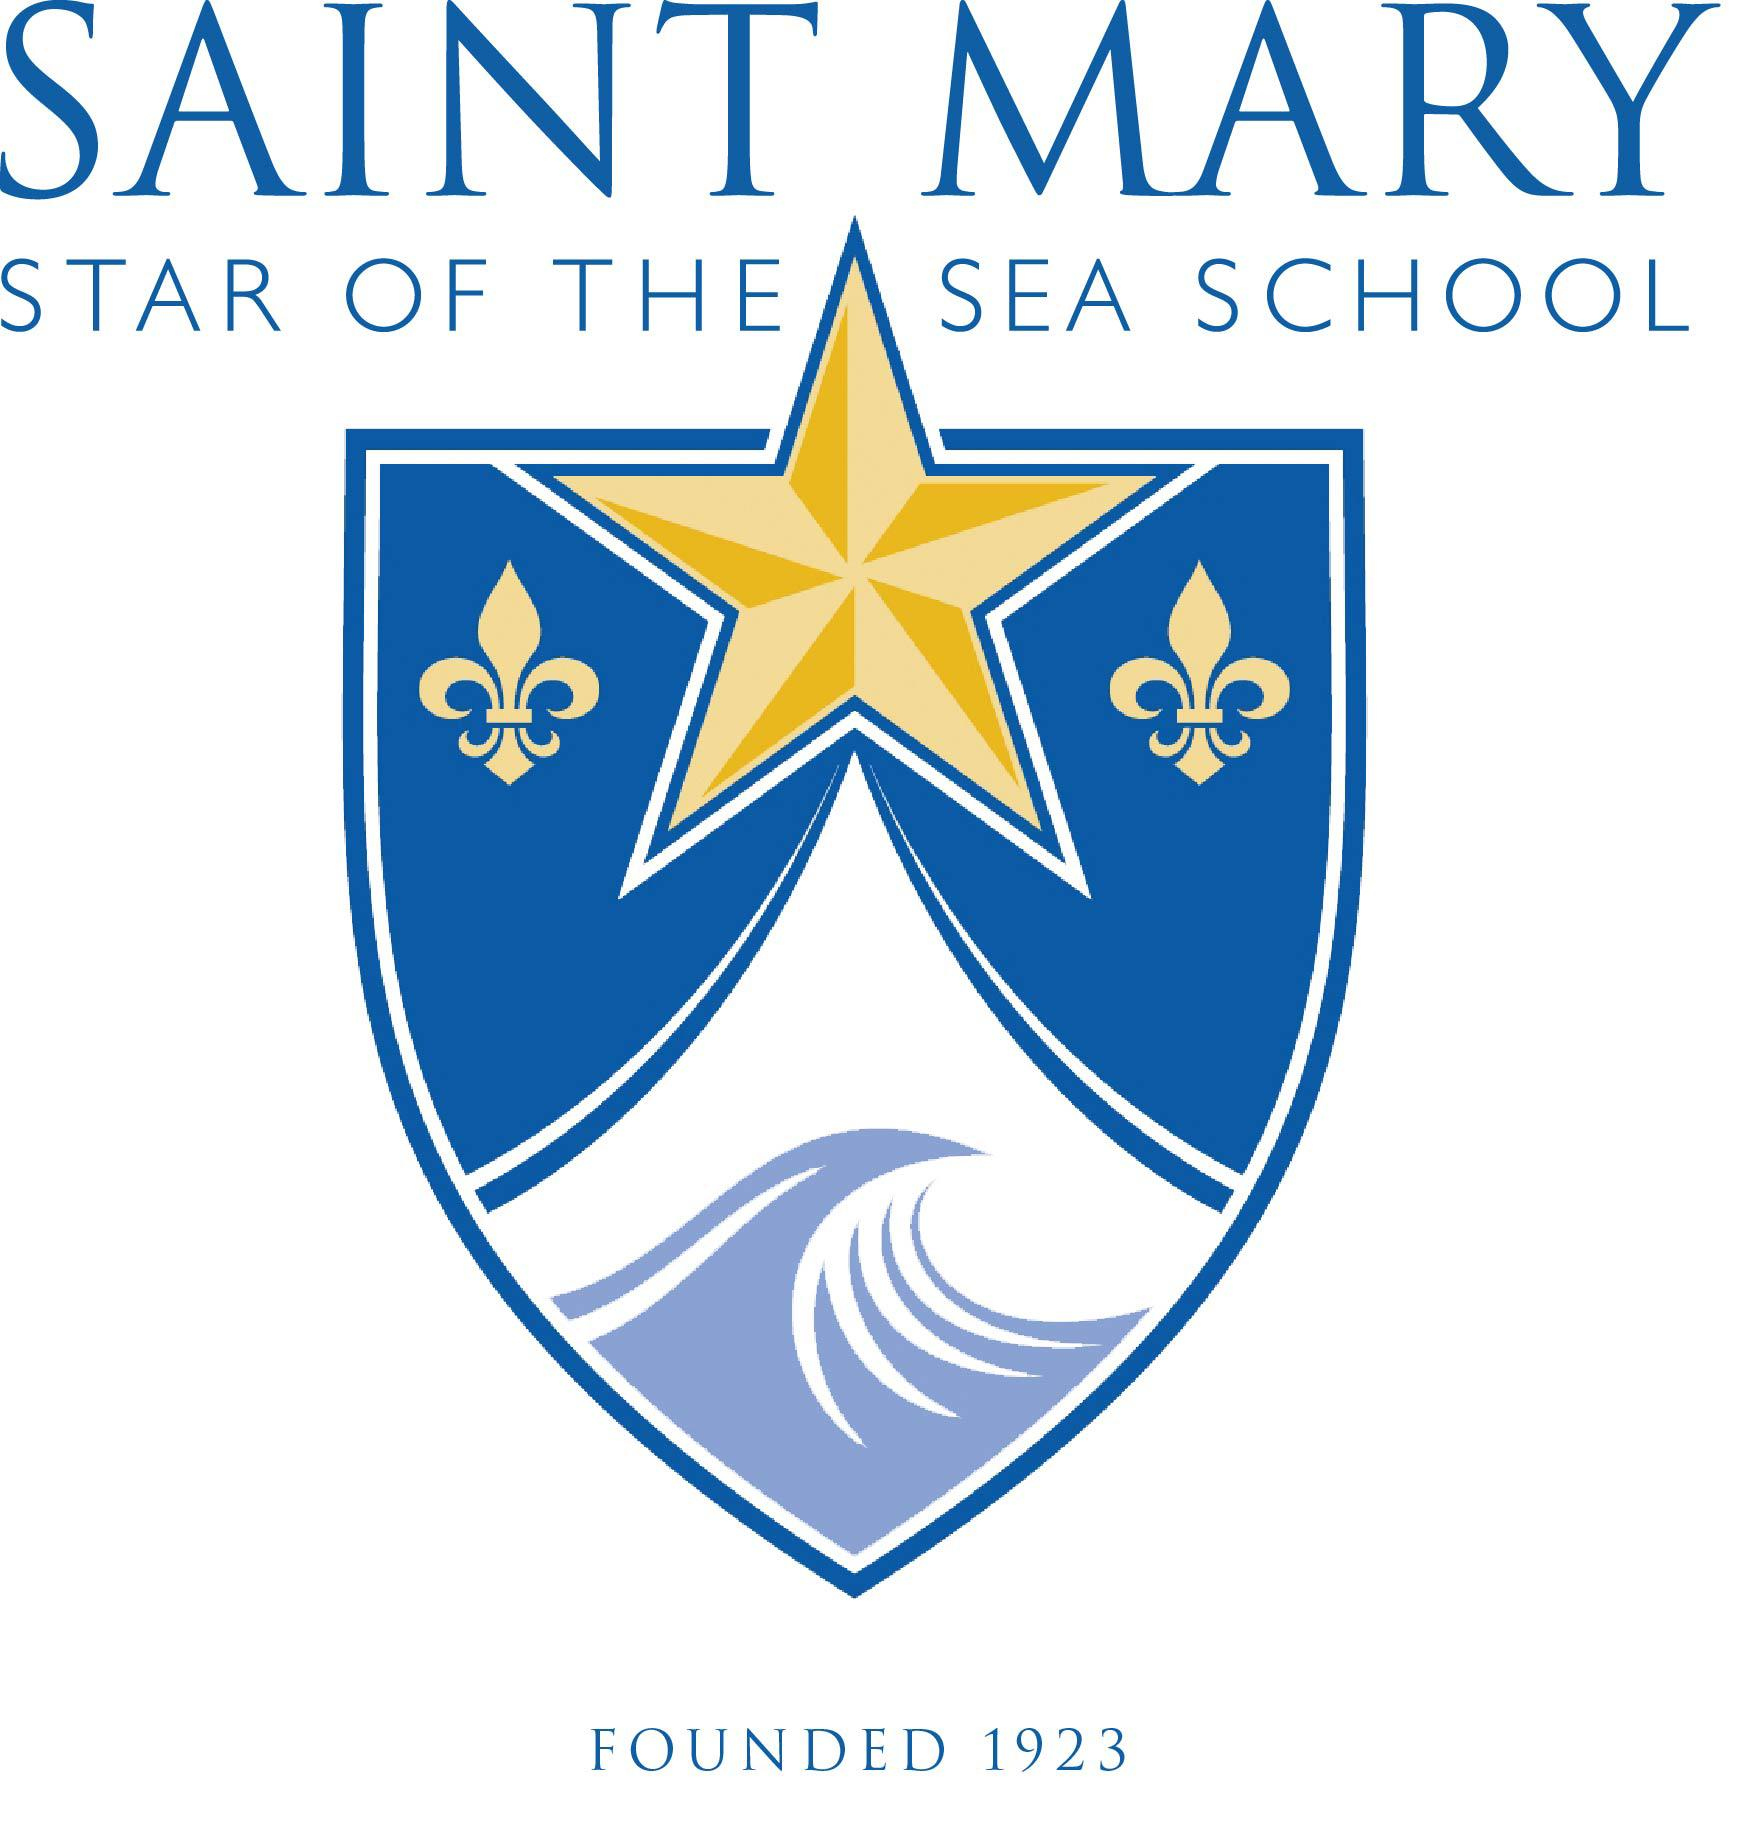 SAINT MARY
STAR OF THE SEA SCHOOL
FOUNDED 1923